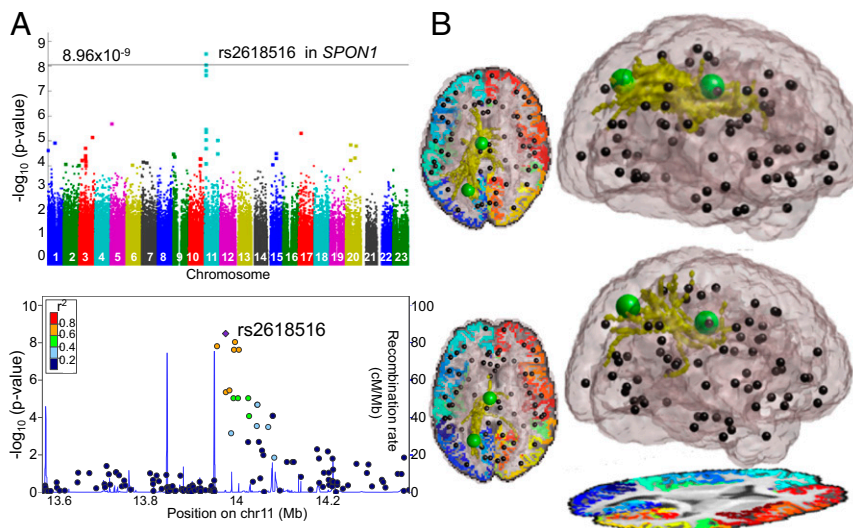 A
B
8.96x10-9
rs2618516 in SPON1
-log10 (p-value)
9
8
7
6
5
4
3
2
1
0
1 2 3 4 5 6 7 8 9 10 11 12 13 14 15 16 17 18 19 20 21 22 23
Chromosome
r2
0.8
0.6
0.4
0.2
rs2618516
-log10 (p-value)
10
8
6
4
2
0
Recombination rate (cM/Mb)
100
80
60
40
20
0
13.6 13.8 14 14.2
Position on chr11 (Mb)